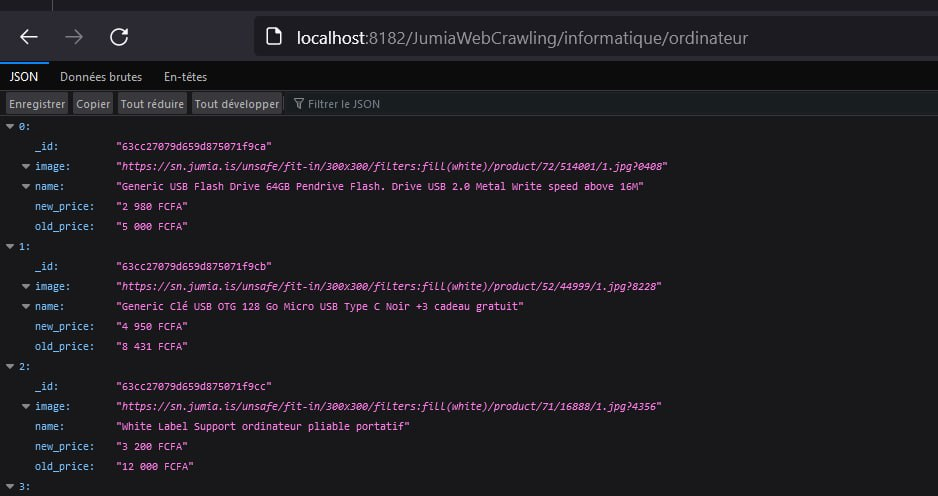 localhost:8182/JumiaWebCrawling/informatique/ordinateur
JSON Données brutes En-têtes
Enregistrer Copier Tout réduire Tout développer Filtrer le JSON
0:
_id: "63cc27079d659d875071f9ca"
image: "https://sn.jumia.is/unsafe/fit-in/300x300/filters:fill(white)/product/72/514001/1.jpg?0408"
name: "Generic USB Flash Drive 64GB Pendrive Flash. Drive USB 2.0 Metal Write speed above 16M"
new_price: "2 980 FCFA"
old_price: "5 000 FCFA"
1:
_id: "63cc27079d659d875071f9cb"
image: "https://sn.jumia.is/unsafe/fit-in/300x300/filters:fill(white)/product/52/44999/1.jpg?8228"
name: "Generic Clé USB OTG 128 Go Micro USB Type C Noir +3 cadeau gratuit"
new_price: "4 950 FCFA"
old_price: "8 431 FCFA"
2:
_id: "63cc27079d659d875071f9cc"
image: "https://sn.jumia.is/unsafe/fit-in/300x300/filters:fill(white)/product/71/16888/1.jpg?4356"
name: "White Label Support ordinateur pliable portatif"
new_price: "3 200 FCFA"
old_price: "12 000 FCFA"
3: